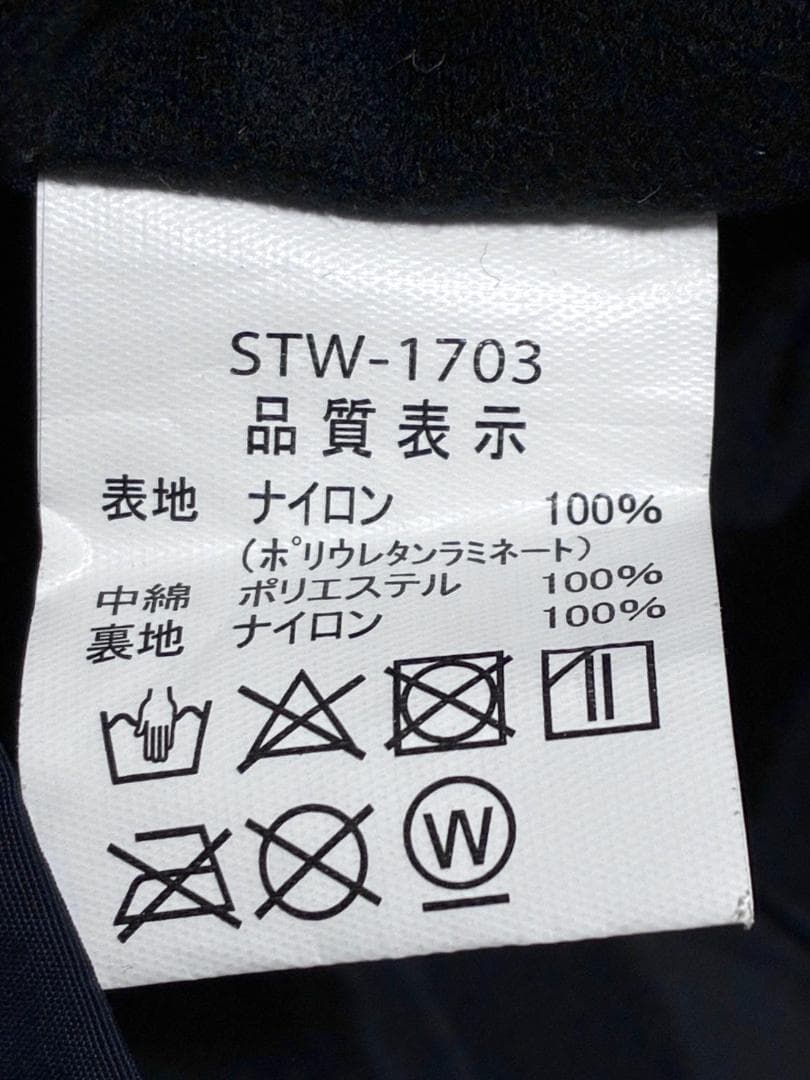 STW-1703
品質表示
表地 ナイロン 100%
(ポリウレタンラミネート)
中綿 ポリエステル 100%
裏地 ナイロン 100%
W